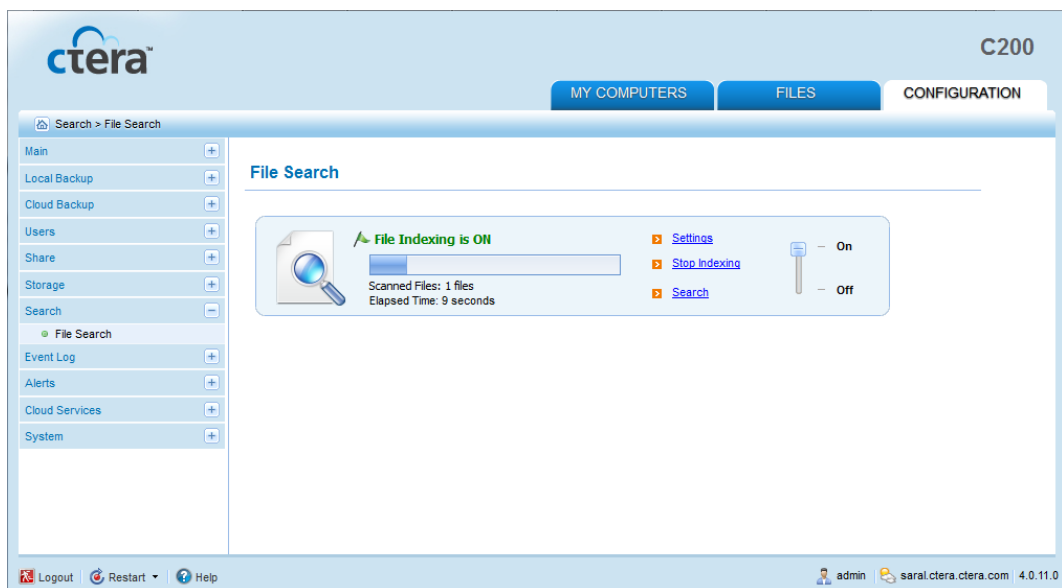 ctera™
C200
MY COMPUTERS
FILES
CONFIGURATION
Search > File Search
Main
Local Backup
Cloud Backup
Users
Share
Storage
Search
File Search
Event Log
Alerts
Cloud Services
System
File Search
File Indexing is ON
Scanned Files: 1 files
Elapsed Time: 9 seconds
Settings
Stop Indexing
Search
On
Off
Logout
Restart
Help
admin
saral.ctera.ctera.com
4.0.11.0